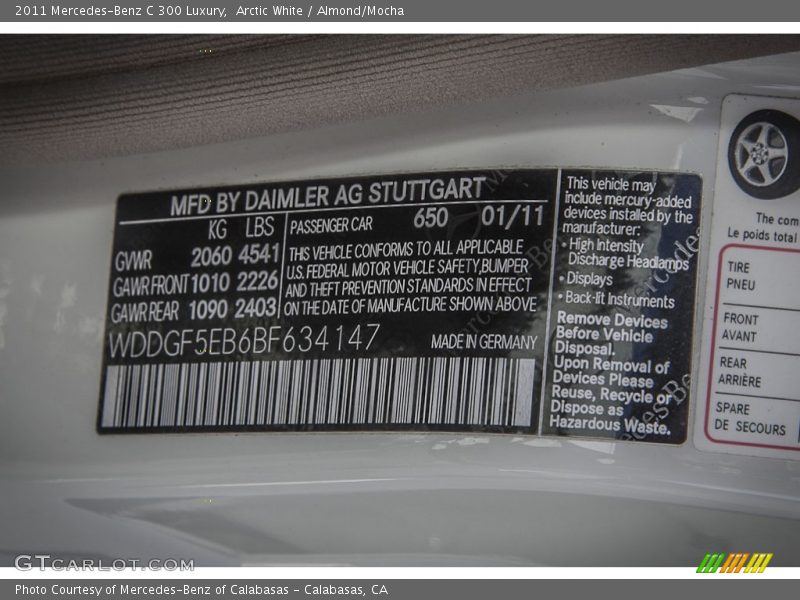 2011 Mercedes-Benz C 300 Luxury, Arctic White / Almond/Mocha
MFD BY DAIMLER AG STUTTGART
KG LBS
GVWR 2060 4541
GAWR FRONT 1010 2226
GAWR REAR 1090 2403
PASSENGER CAR 650 01/11
THIS VEHICLE CONFORMS TO ALL APPLICABLE
U.S. FEDERAL MOTOR VEHICLE SAFETY, BUMPER
AND THEFT PREVENTION STANDARDS IN EFFECT
ON THE DATE OF MANUFACTURE SHOWN ABOVE
WDDGF5EB6BF634147
MADE IN GERMANY
This vehicle may
include mercury-added
devices installed by the
manufacturer:
· High Intensity
Discharge Headlamps
· Displays
· Back-lit Instruments
Remove Devices
Before Vehicle
Disposal.
Upon Removal of
Devices Please
Reuse, Recycle or
Dispose as
Hazardous Waste.
The com
Le poids total
TIRE
PNEU
FRONT
AVANT
REAR
ARRIÈRE
SPARE
DE SECOURS
GTCARLOT.COM
Photo Courtesy of Mercedes-Benz of Calabasas - Calabasas, CA